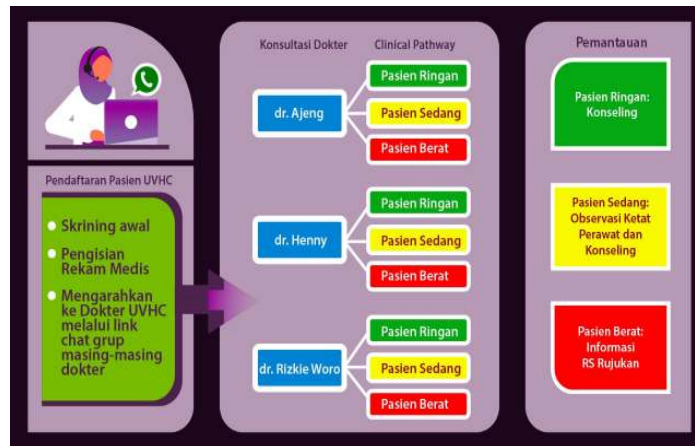 Pendaftaran Pasien UVHC
Skrining awal
Pengisian
Rekam Medis
Mengarahkan
ke Dokter UVHC
melalui link
chat grup
masing-masing
dokter
Konsultasi Dokter
Clinical Pathway
dr. Ajeng
Pasien Ringan
Pasien Sedang
Pasien Berat
dr. Henny
Pasien Ringan
Pasien Sedang
Pasien Berat
dr. Rizkie Woro
Pasien Ringan
Pasien Sedang
Pasien Berat
Pemantauan
Pasien Ringan:
Konseling
Pasien Sedang:
Observasi Ketat
Perawat dan
Konseling
Pasien Berat:
Informasi
RS Rujukan